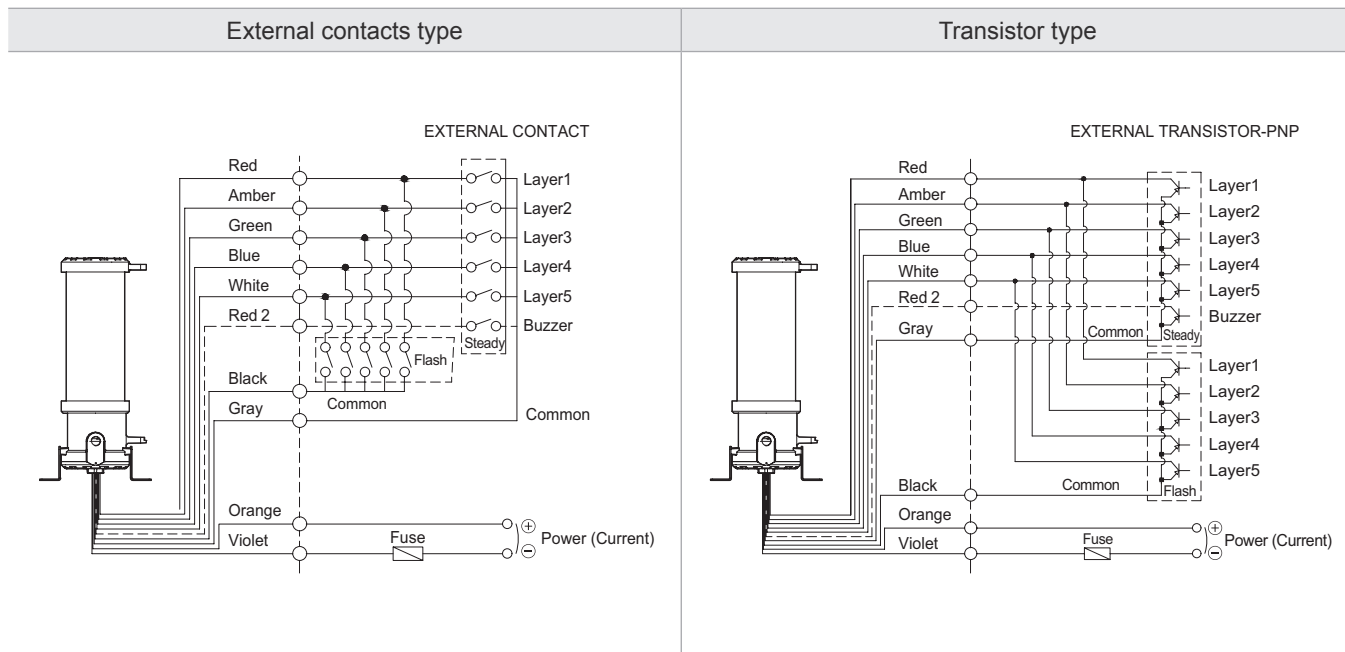 External contacts type
EXTERNAL CONTACT
Red
Layer1
Amber
Layer2
Green
Layer3
Blue
Layer4
White
Layer5
Red 2
Buzzer
Steady
Flash
Black
Common
Gray
Common
Orange
⊕
Violet
Fuse
⊖
Power (Current)
Transistor type
EXTERNAL TRANSISTOR-PNP
Red
Layer1
Amber
Layer2
Green
Layer3
Blue
Layer4
White
Layer5
Red 2
Buzzer
Gray
Common
Steady
Layer1
Layer2
Layer3
Layer4
Layer5
Black
Common
Flash
Orange
⊕
Violet
Fuse
⊖
Power (Current)